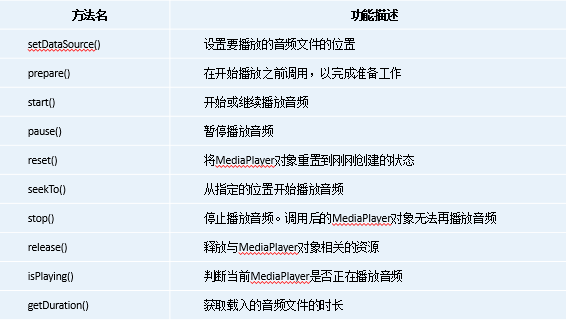 方法名 功能描述
setDataSource() 设置要播放的音频文件的位置
prepare() 在开始播放之前调用，以完成准备工作
start() 开始或继续播放音频
pause() 暂停播放音频
reset() 将MediaPlayer对象重置到刚刚创建的状态
seekTo() 从指定的位置开始播放音频
stop() 停止播放音频。调用后的MediaPlayer对象无法再播放音频
release() 释放与MediaPlayer对象相关的资源
isPlaying() 判断当前MediaPlayer是否正在播放音频
getDuration() 获取载入的音频文件的时长